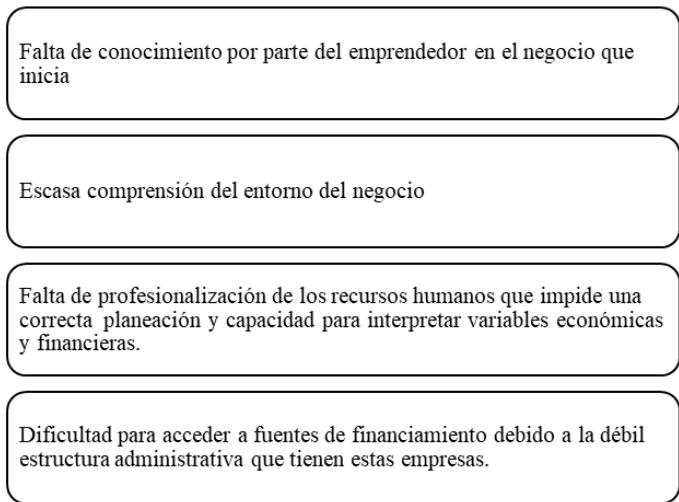 Falta de conocimiento por parte del emprendedor en el negocio que
inicia
Escasa comprensión del entorno del negocio
Falta de profesionalización de los recursos humanos que impide una
correcta planeación y capacidad para interpretar variables económicas
y financieras.
Dificultad para acceder a fuentes de financiamiento debido a la débil
estructura administrativa que tienen estas empresas.